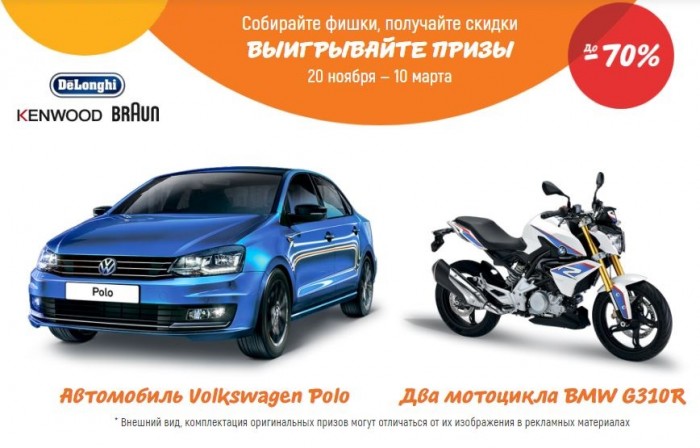 Собирайте фишки, получайте скидки
ВЫИГРЫВАЙТЕ ПРИЗЫ
20 ноября – 10 марта
До
-70%
DeLonghi
KENWOOD BRAUN
Polo
Автомобиль Volkswagen Polo
Два мотоцикла BMW G310R
* Внешний вид, комплектация оригинальных призов могут отличаться от их изображения в рекламных материалах